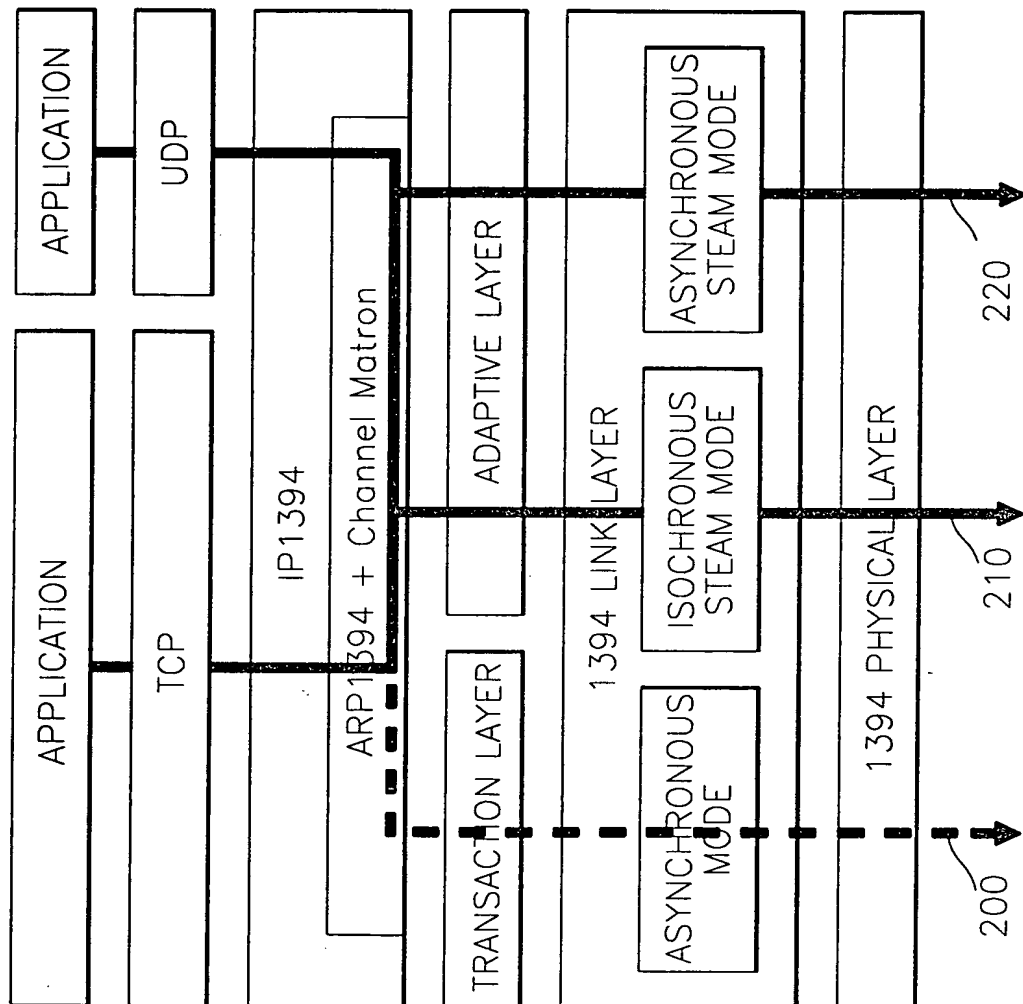 APPLICATION
APPLICATION
TCP
UDP
IP1394
ARP1394 + Channel Matron
TRANSACTION LAYER
ADAPTIVE LAYER
1394 LINK LAYER
ASYNCHRONOUS
MODE
ISOCHRONOUS
STEAM MODE
ASYNCHRONOUS
STEAM MODE
1394 PHYSICAL LAYER
200
210
220